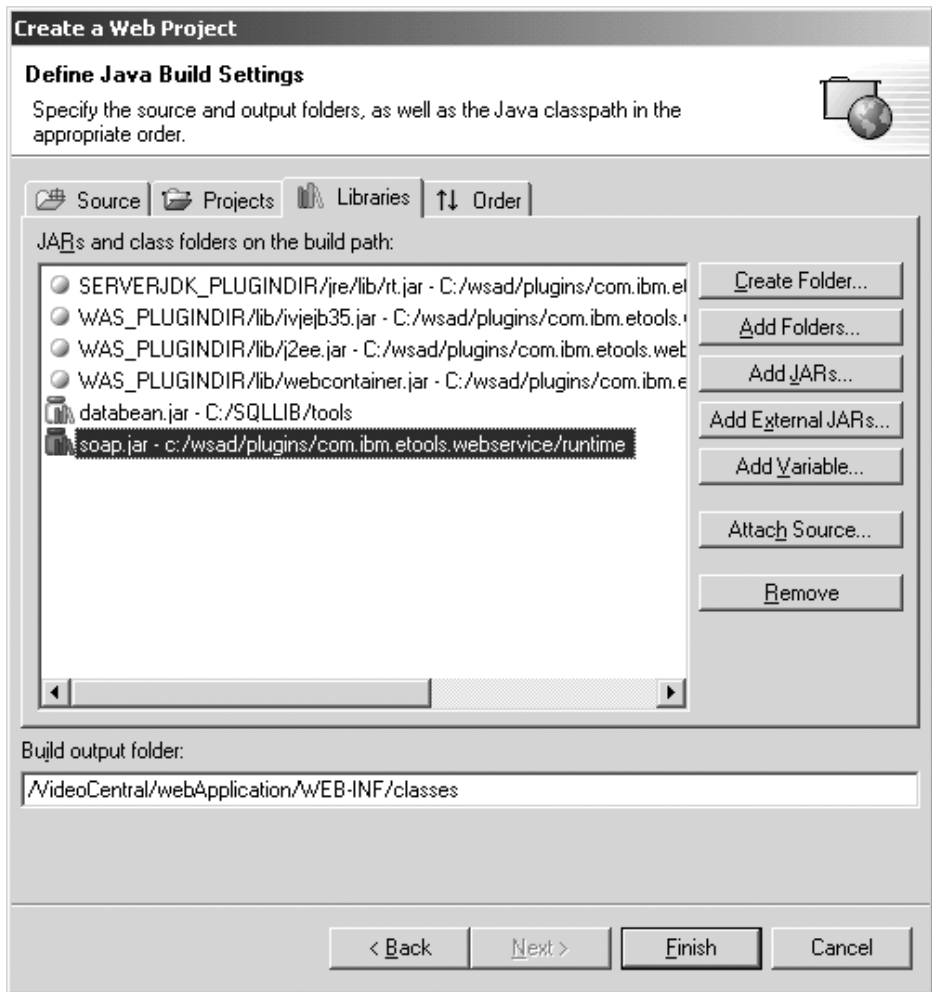 Create a Web Project
Define Java Build Settings
Specify the source and output folders, as well as the Java classpath in the
appropriate order.
Source Projects Libraries Order
JARs and class folders on the build path:
SERVERJDK_PLUGINDIR/jre/lib/rt.jar - C:/wsad/plugins/com.ibm.et
WAS_PLUGINDIR/lib/ivjejb35.jar - C:/wsad/plugins/com.ibm.etools.
WAS_PLUGINDIR/lib/j2ee.jar - C:/wsad/plugins/com.ibm.etools.web
WAS_PLUGINDIR/lib/webcontainer.jar - C:/wsad/plugins/com.ibm.e
databean.jar - C:/SQLLIB/tools
soap.jar - c:/wsad/plugins/com.ibm.etools.webservice/runtime
Create Folder...
Add Folders...
Add JARs...
Add External JARs...
Add Variable...
Attach Source...
Remove
Build output folder:
/VideoCentral/webApplication/WEB-INF/classes
< Back Next > Finish Cancel